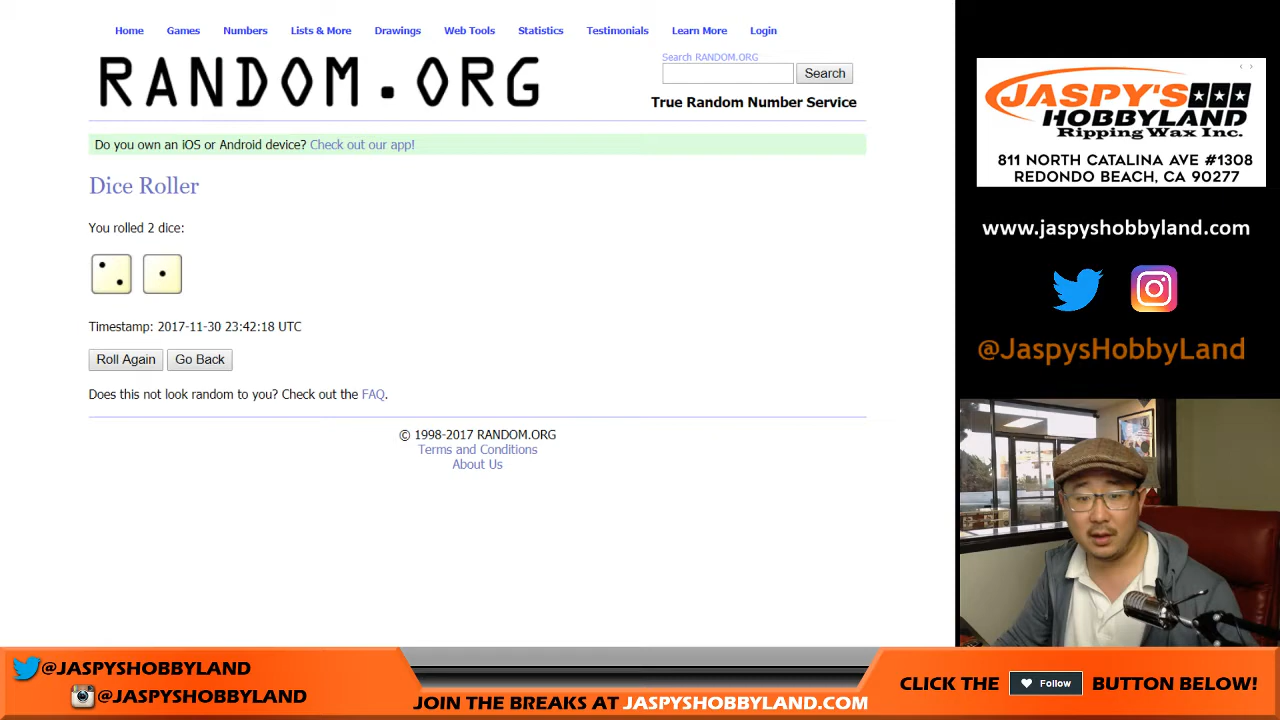 Home Games Numbers Lists & More Drawings Web Tools Statistics Testimonials Learn More Login
RANDOM.ORG
Search RANDOM.ORG
Search
True Random Number Service
Do you own an iOS or Android device? Check out our app!
Dice Roller
You rolled 2 dice:
Timestamp: 2017-11-30 23:42:18 UTC
Roll Again Go Back
Does this not look random to you? Check out the FAQ.
© 1998-2017 RANDOM.ORG
Terms and Conditions
About Us
JASPY'S
HOBBYLAND
Ripping Wax Inc.
811 NORTH CATALINA AVE #1308
REDONDO BEACH, CA 90277
www.jaspyshobbyland.com
@JaspysHobbyLand
@JASPYSHOBBYLAND
@JASPYSHOBBYLAND
JOIN THE BREAKS AT JASPYSHOBBYLAND.COM
CLICK THE Follow BUTTON BELOW!